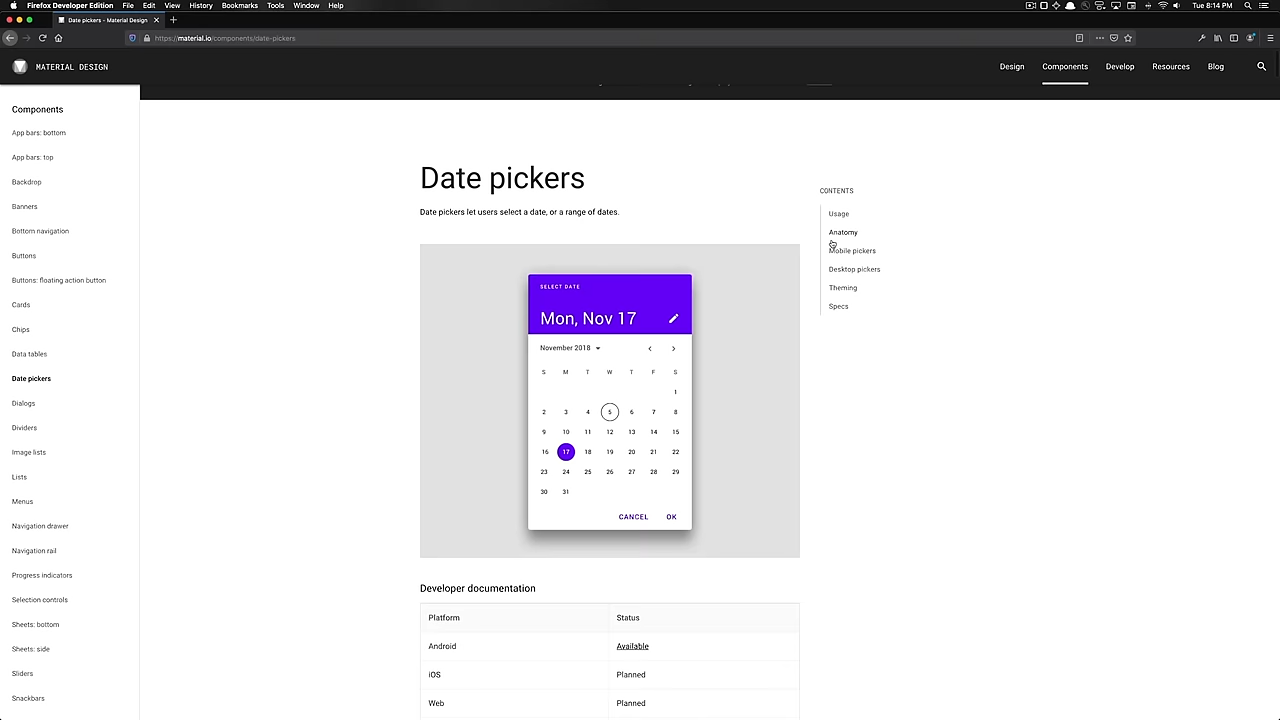 Firefox Developer Edition File Edit View History Bookmarks Tools Window Help Tue 8:14 PM
Date pickers - Material Design
https://material.io/components/date-pickers
MATERIAL DESIGN
Design Components Develop Resources Blog
Components
App bars: bottom
App bars: top
Backdrop
Banners
Bottom navigation
Buttons
Buttons: floating action button
Cards
Chips
Data tables
Date pickers
Dialogs
Dividers
Image lists
Lists
Menus
Navigation drawer
Navigation rail
Progress indicators
Selection controls
Sheets: bottom
Sheets: side
Sliders
Snackbars
Date pickers
Date pickers let users select a date, or a range of dates.
SELECT DATE
Mon, Nov 17
November 2018
S M T W T F S
1
2 3 4 5 6 7 8
9 10 11 12 13 14 15
16 17 18 19 20 21 22
23 24 25 26 27 28 29
30 31
CANCEL OK
Developer documentation
Platform Status
Android Available
iOS Planned
Web Planned
CONTENTS
Usage
Anatomy
Mobile pickers
Desktop pickers
Theming
Specs